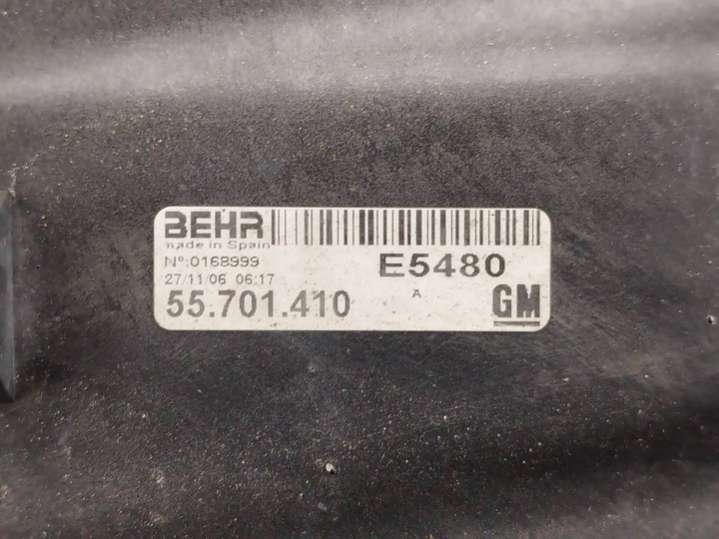 BEHR
made in Spain
Nº:0168999
E5480
27/11/06 06:17
A
55.701.410
GM